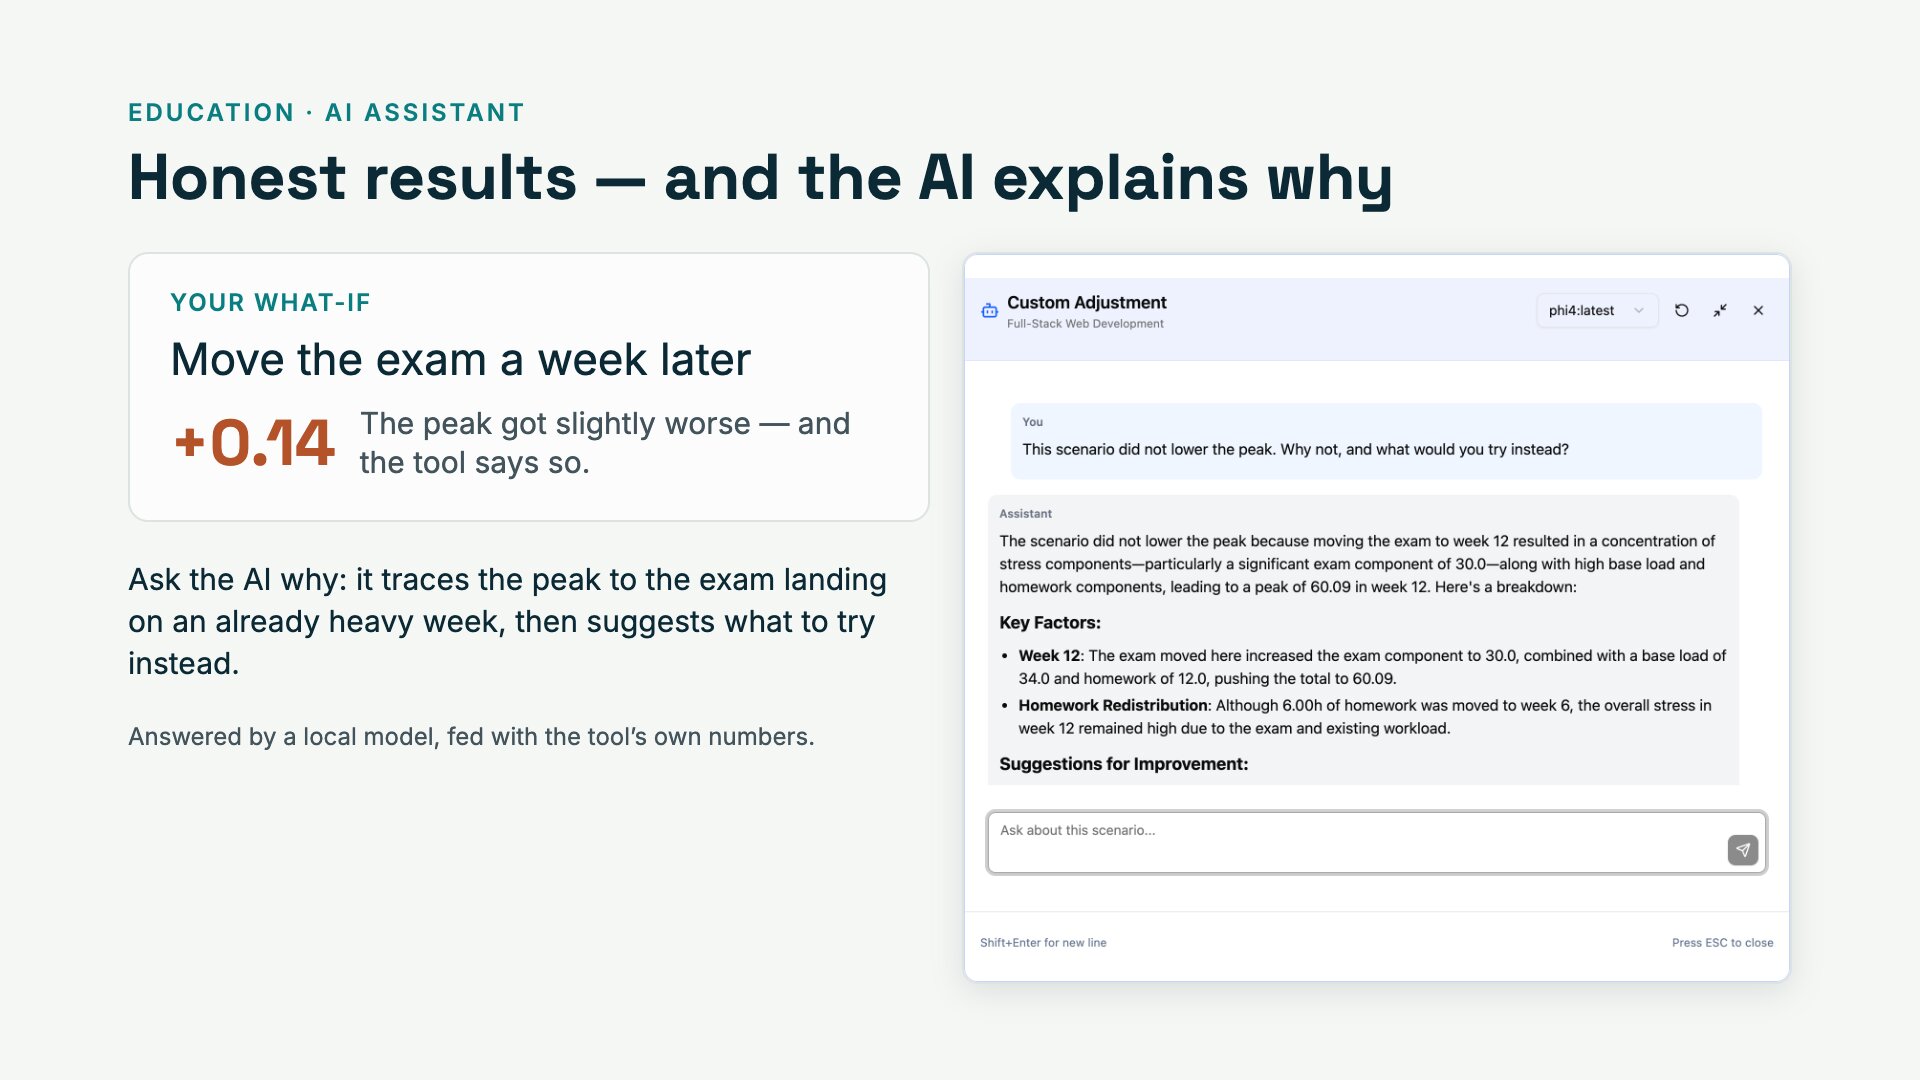 EDUCATION · AI ASSISTANT
Honest results — and the AI explains why
YOUR WHAT-IF
Move the exam a week later
+0.14
The peak got slightly worse — and
the tool says so.
Ask the AI why: it traces the peak to the exam landing
on an already heavy week, then suggests what to try
instead.
Answered by a local model, fed with the tool’s own numbers.
Custom Adjustment
Full-Stack Web Development
phi4:latest
You
This scenario did not lower the peak. Why not, and what would you try instead?
Assistant
The scenario did not lower the peak because moving the exam to week 12 resulted in a concentration of
stress components—particularly a significant exam component of 30.0—along with high base load and
homework components, leading to a peak of 60.09 in week 12. Here's a breakdown:
Key Factors:
• Week 12: The exam moved here increased the exam component to 30.0, combined with a base load of
34.0 and homework of 12.0, pushing the total to 60.09.
• Homework Redistribution: Although 6.00h of homework was moved to week 6, the overall stress in
week 12 remained high due to the exam and existing workload.
Suggestions for Improvement:
Ask about this scenario...
Shift+Enter for new line
Press ESC to close